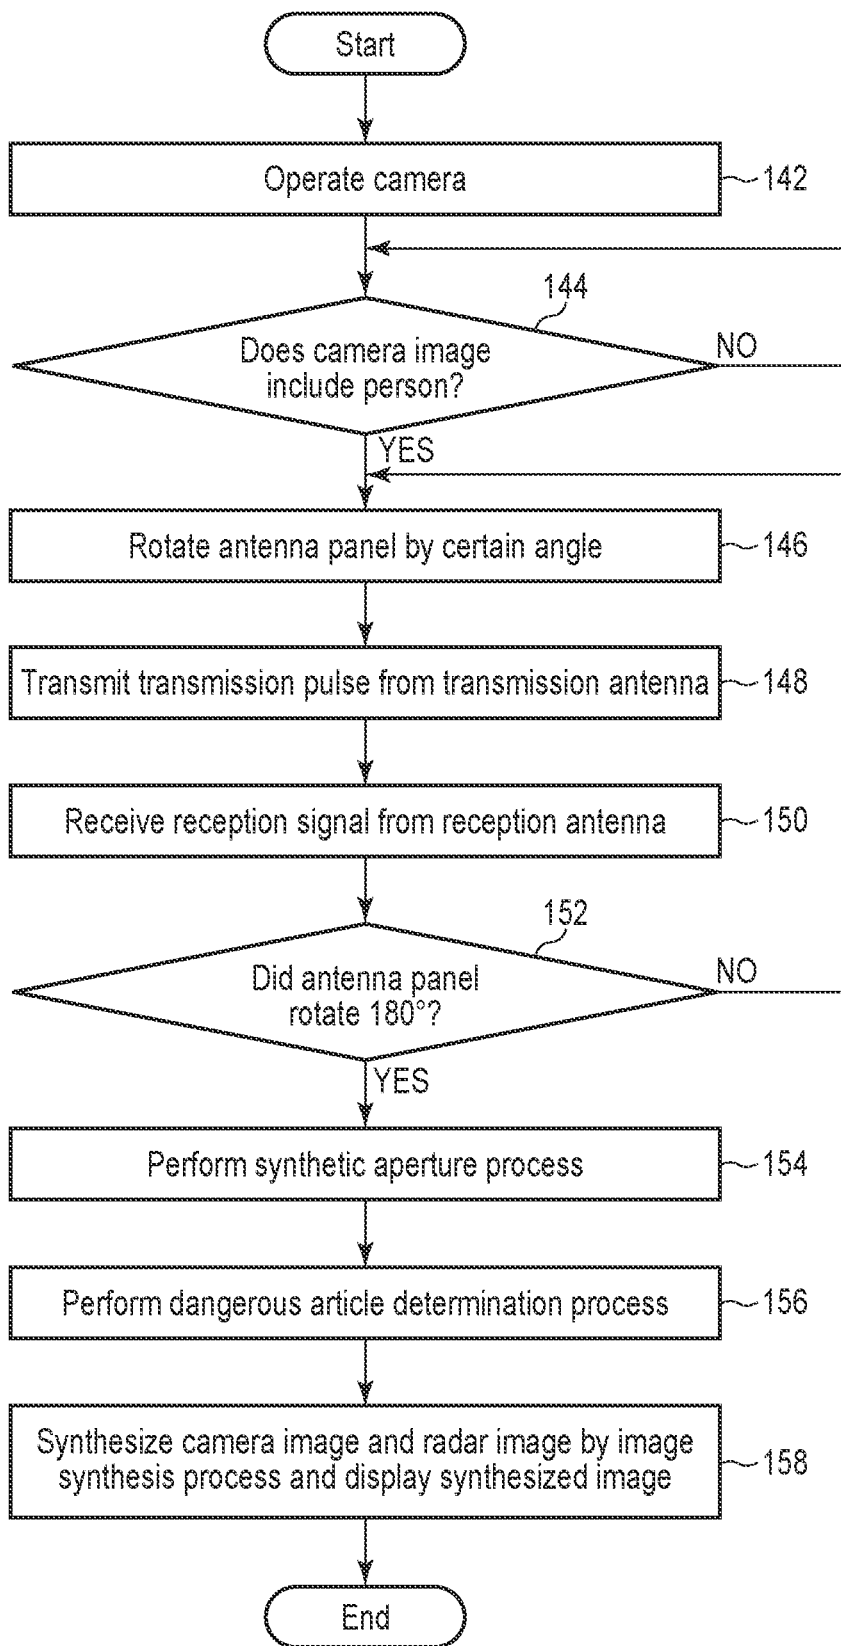 Start
Operate camera
142
144
Does camera image
include person?
NO
YES
Rotate antenna panel by certain angle
146
Transmit transmission pulse from transmission antenna
148
Receive reception signal from reception antenna
150
152
Did antenna panel
rotate 180°?
NO
YES
Perform synthetic aperture process
154
Perform dangerous article determination process
156
Synthesize camera image and radar image by image
synthesis process and display synthesized image
158
End